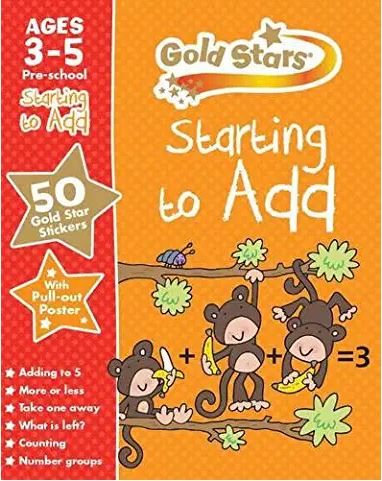 AGES
3-5
Pre-school
Starting
to Add
50
Gold Star
Stickers
With
Pull-out
Poster
Adding to 5
More or less
Take one away
What is left?
Counting
Number groups
Gold Stars®
Starting
to Add
+ + =3